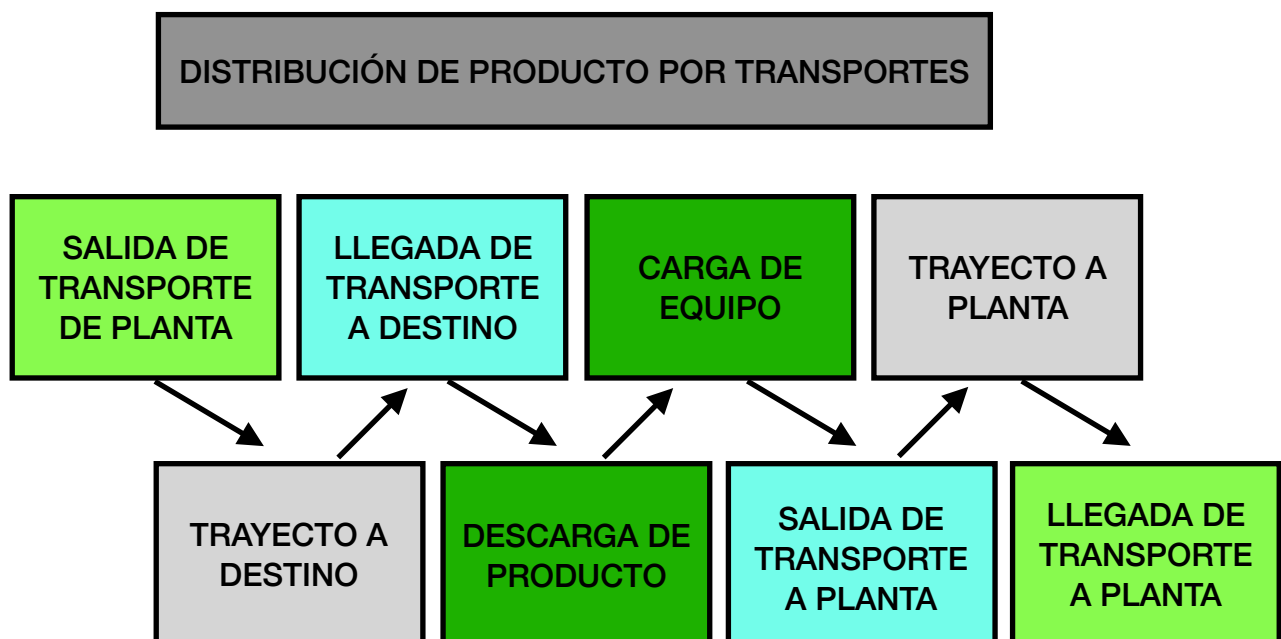 DISTRIBUCIÓN DE PRODUCTO POR TRANSPORTES
SALIDA DE
TRANSPORTE
DE PLANTA
LLEGADA DE
TRANSPORTE
A DESTINO
CARGA DE
EQUIPO
TRAYECTO A
PLANTA
TRAYECTO A
DESTINO
DESCARGA DE
PRODUCTO
SALIDA DE
TRANSPORTE
A PLANTA
LLEGADA DE
TRANSPORTE
A PLANTA